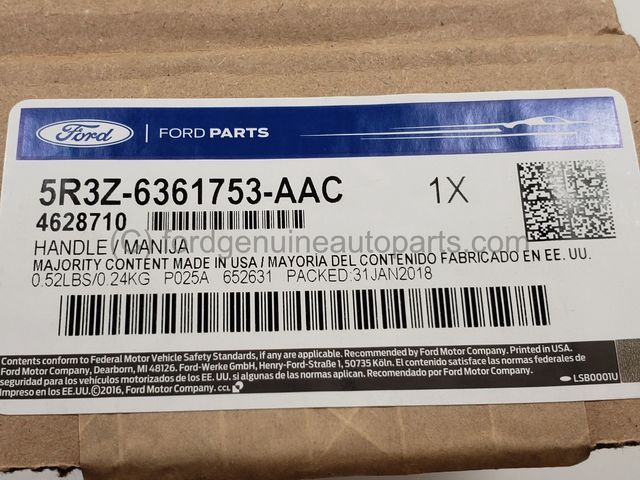 Ford | FORD PARTS
5R3Z-6361753-AAC 1X
4628710
(c) fordgenuineautoparts.com
HANDLE / MANIJA
MAJORITY CONTENT MADE IN USA / MAYORÍA DEL CONTENIDO FABRICADO EN EE. UU.
0.52LBS/0.24KG P025A 652631 PACKED:31JAN2018
Contents conform to Federal Motor Vehicle Safety Standards, if any are applicable. Recommended by Ford Motor Company. Printed in USA.
Ford Motor Company, Dearborn, MI 48126. Ford-Werke GmbH, Henry-Ford-Straße 1, 50735 Köln. El contenido satisface las normas federales de
seguridad para los vehículos motorizados de los EE. UU. si algunas de las normas aplican. Recomendado por Ford Motor Company.
Impreso en los EE. UU.©2016, Ford Motor Company. cc.
LSB0001U